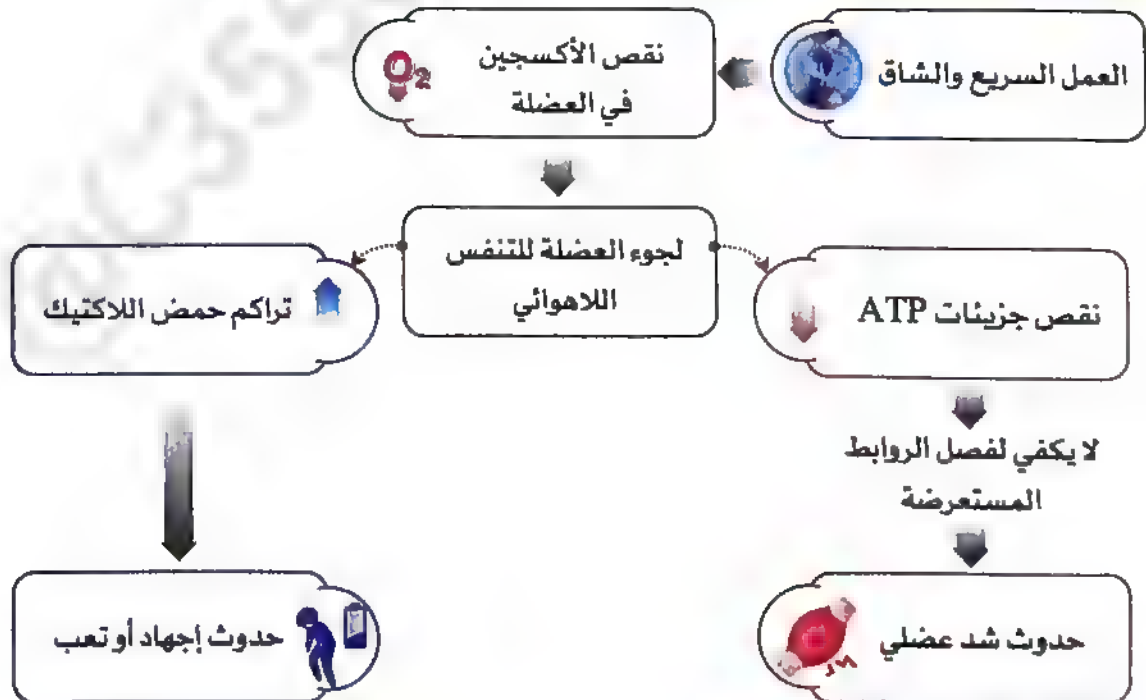 العمل السريع والشاق
نقص الأكسجين
في العضلة
O2
لجوء العضلة للتنفس
اللاهوائي
نقص جزيئات ATP
تراكم حمض اللاكتيك
لا يكفي لفصل الروابط
المستعرضة
حدوث شد عضلي
حدوث إجهاد أو تعب